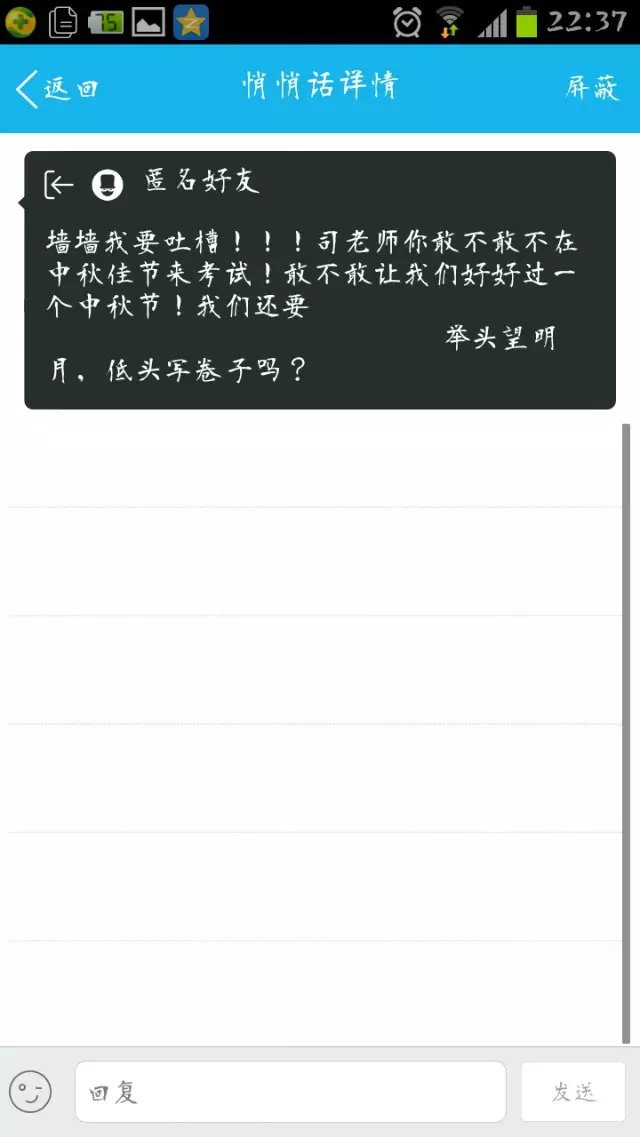 75
22:37
返回
悄悄话详情
屏蔽
匿名好友
墙墙我要吐槽！！！司老师你敢不敢不在
中秋佳节来考试！敢不敢让我们好好过一
个中秋节！我们还要
举头望明
月，低头写卷子吗？
回复
发送